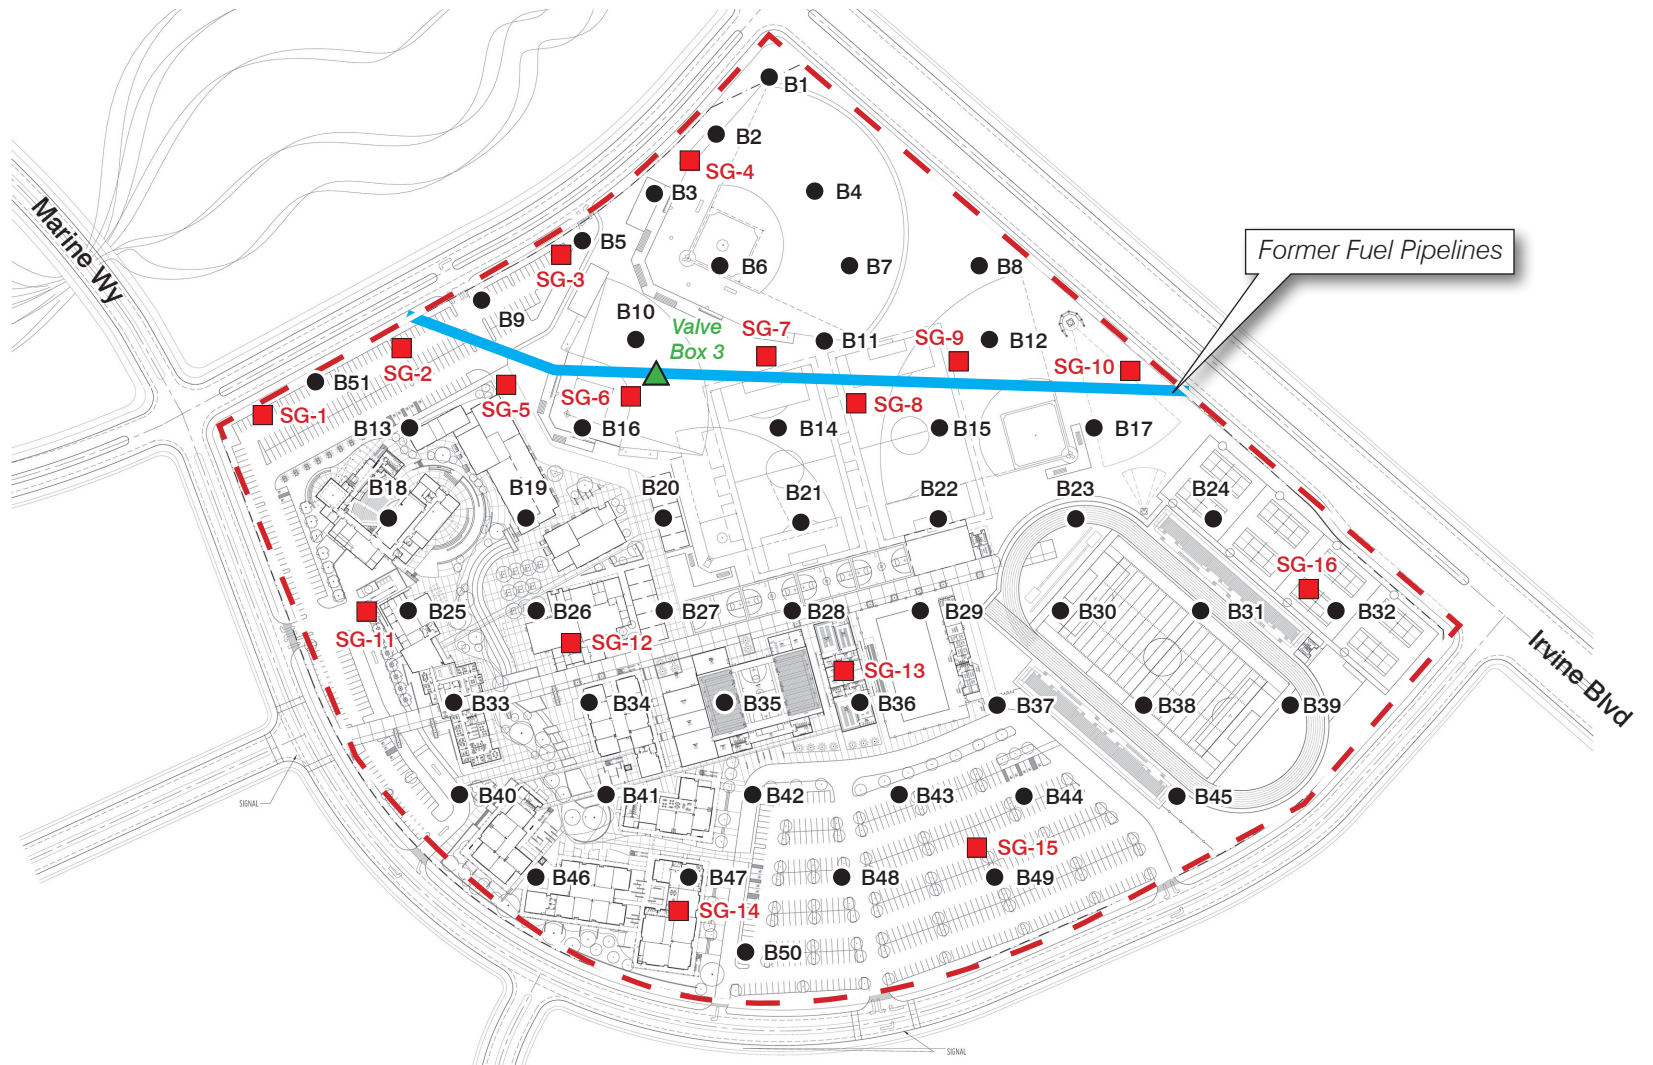 B1
B2
SG-4
B3
B4
Marine Wy
B5
SG-3
B6
B7
B8
Former Fuel Pipelines
B9
B10
Valve
Box 3
SG-7
B11
SG-9
B12
SG-10
SG-2
B51
SG-5
SG-6
SG-8
SG-1
B13
B16
B14
B15
B17
B18
B19
B20
B21
B22
B23
B24
SG-16
B25
SG-11
B26
SG-12
B27
B28
B29
B30
B31
B32
Irvine Blvd
SG-13
B33
B34
B35
B36
B37
B38
B39
SIGNAL
B40
B41
B42
B43
B44
B45
SG-15
B46
B47
B48
B49
SG-14
B50
SIGNAL